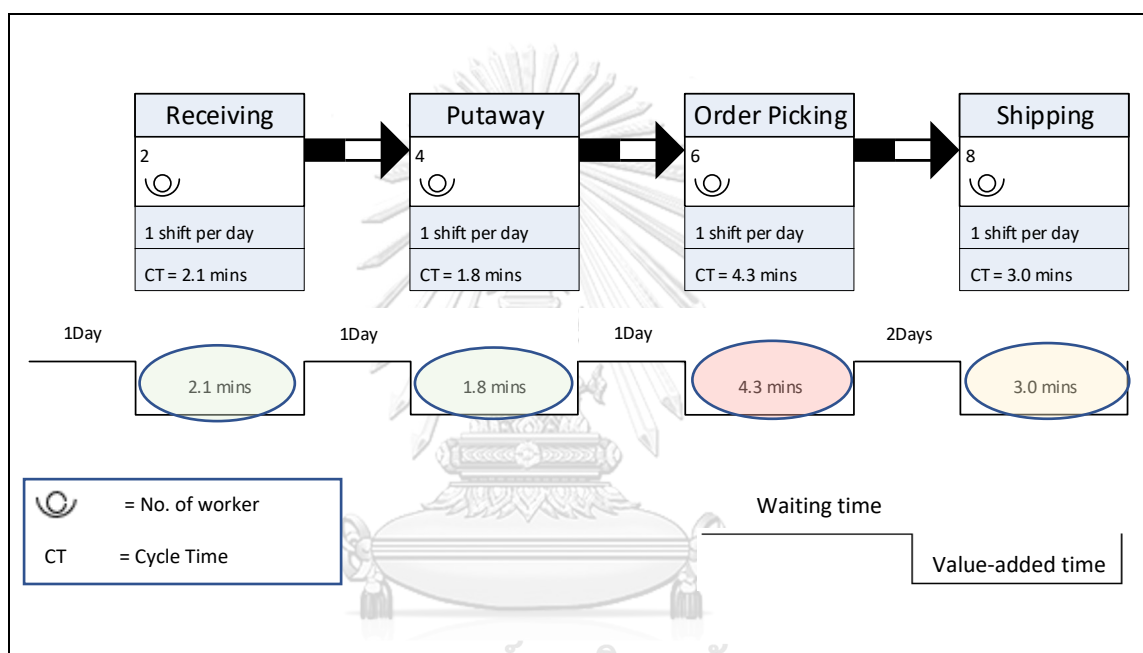 Receiving
Putaway
Order Picking
Shipping
2
4
6
8
1 shift per day
1 shift per day
1 shift per day
1 shift per day
CT = 2.1 mins
CT = 1.8 mins
CT = 4.3 mins
CT = 3.0 mins
1Day
1Day
1Day
2Days
2.1 mins
1.8 mins
4.3 mins
3.0 mins
= No. of worker
CT = Cycle Time
Waiting time
Value-added time